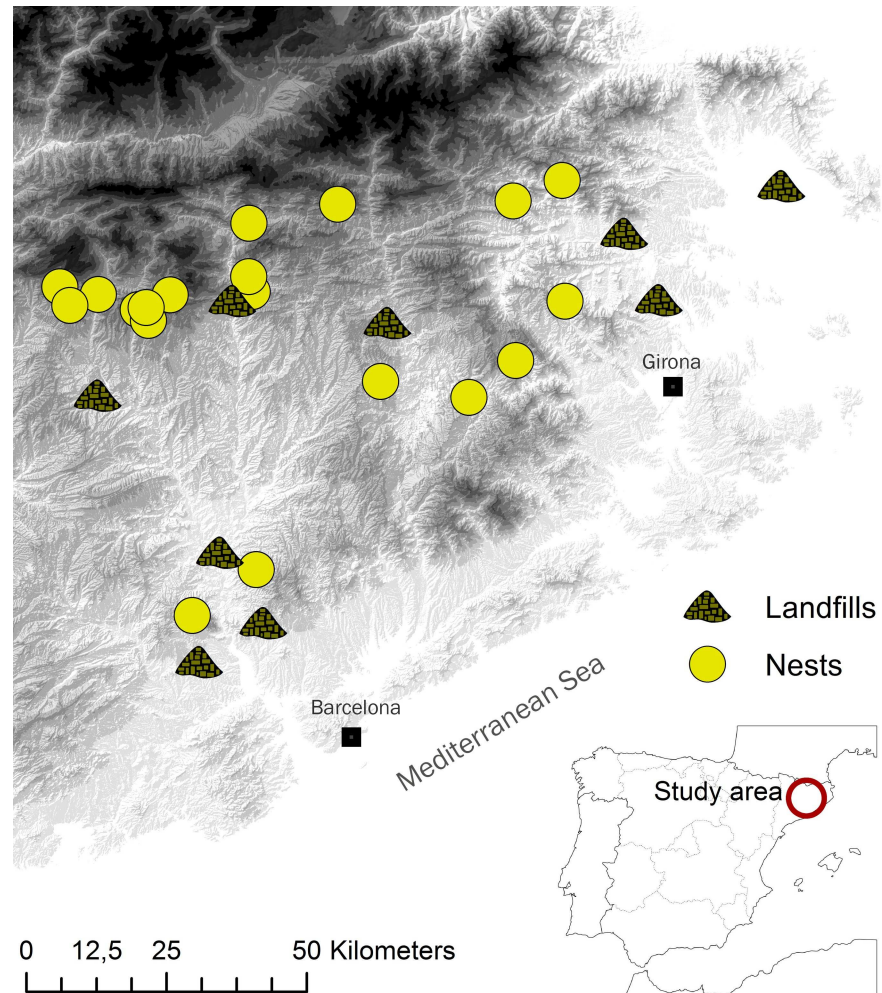 Girona
Landfills
Nests
Barcelona
Mediterranean Sea
Study area
0 12,5 25 50 Kilometers